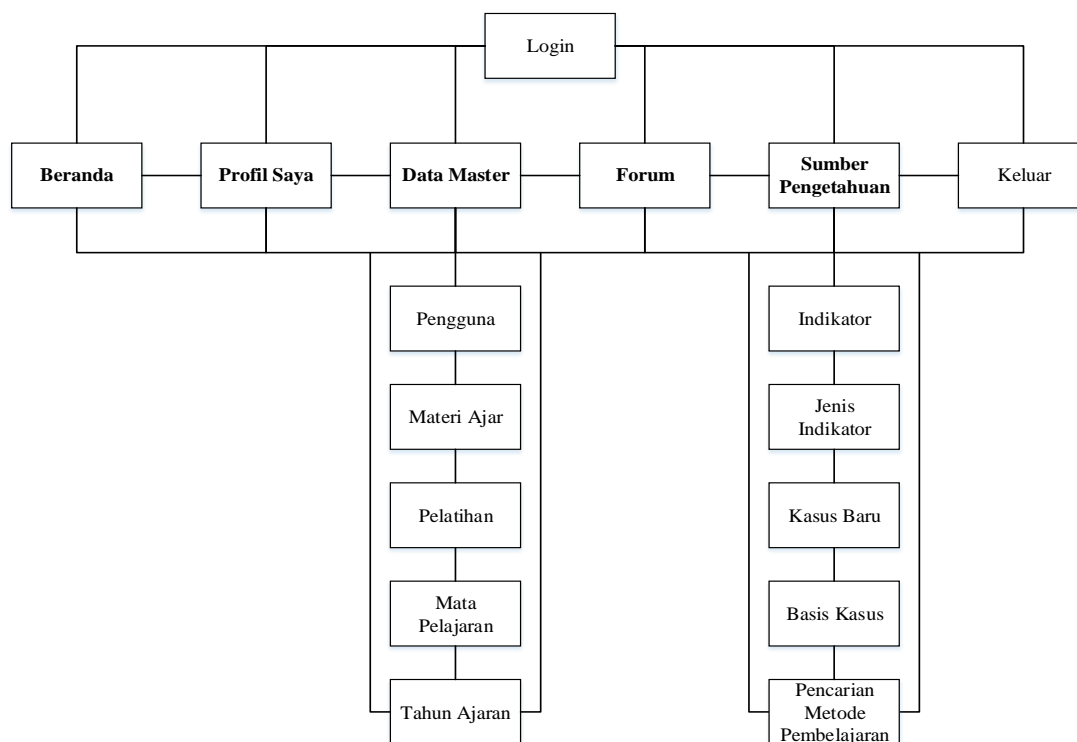 Login
Beranda
Profil Saya
Data Master
Forum
Sumber
Pengetahuan
Keluar
Pengguna
Materi Ajar
Pelatihan
Mata
Pelajaran
Tahun Ajaran
Indikator
Jenis
Indikator
Kasus Baru
Basis Kasus
Pencarian
Metode
Pembelajaran